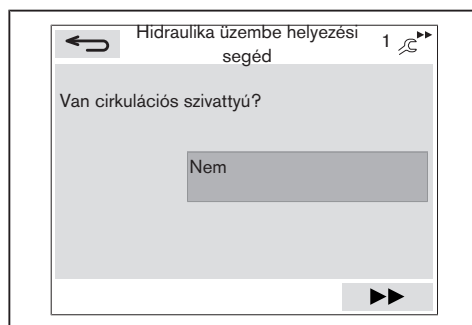 Hidraulika üzembe helyezési
segéd
1
Van cirkulációs szivattyú?
Nem